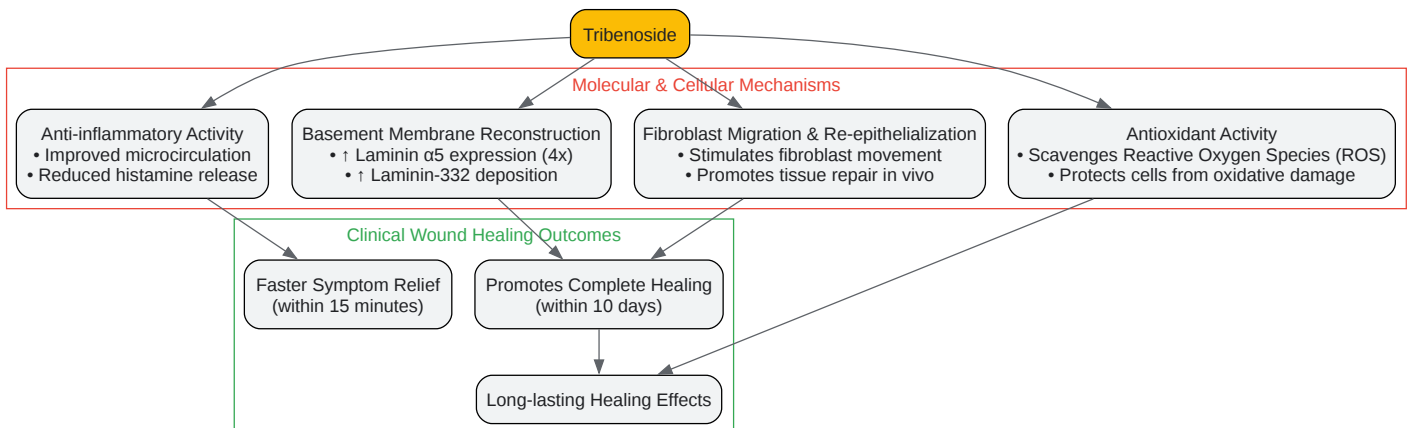 Tribenoside
Molecular & Cellular Mechanisms
Anti-inflammatory Activity
• Improved microcirculation
• Reduced histamine release
Basement Membrane Reconstruction
• ↑ Laminin α5 expression (4x)
• ↑ Laminin-332 deposition
Fibroblast Migration & Re-epithelialization
• Stimulates fibroblast movement
• Promotes tissue repair in vivo
Antioxidant Activity
• Scavenges Reactive Oxygen Species (ROS)
• Protects cells from oxidative damage
Clinical Wound Healing Outcomes
Faster Symptom Relief
(within 15 minutes)
Promotes Complete Healing
(within 10 days)
Long-lasting Healing Effects